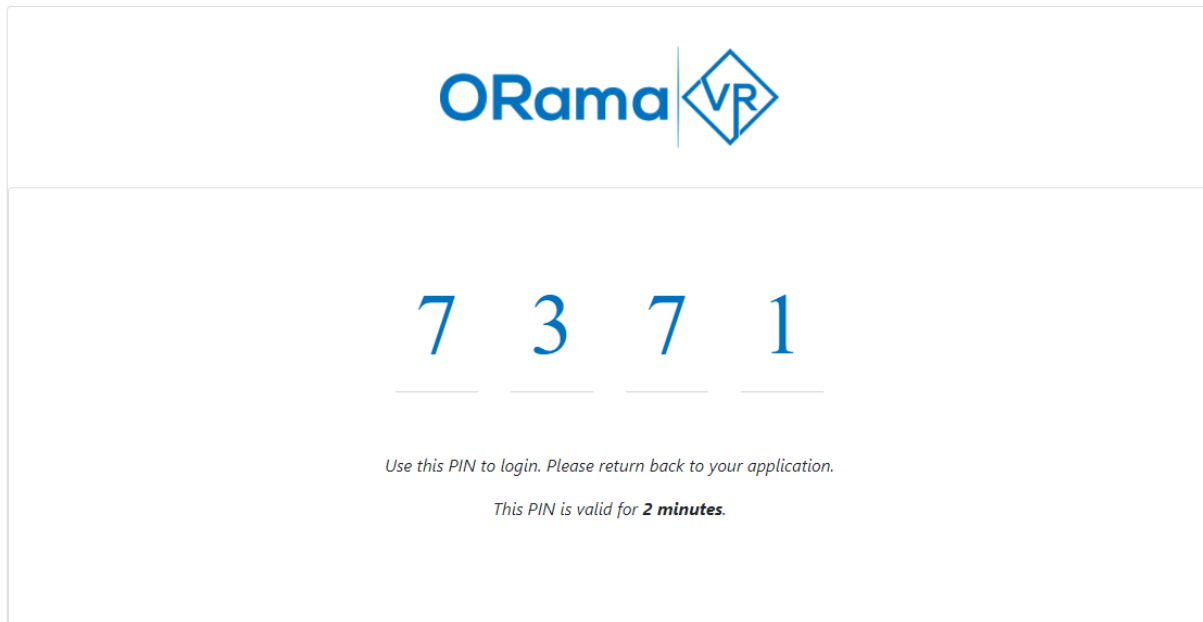 ORama VR
7 3 7 1
Use this PIN to login. Please return back to your application.
This PIN is valid for 2 minutes.